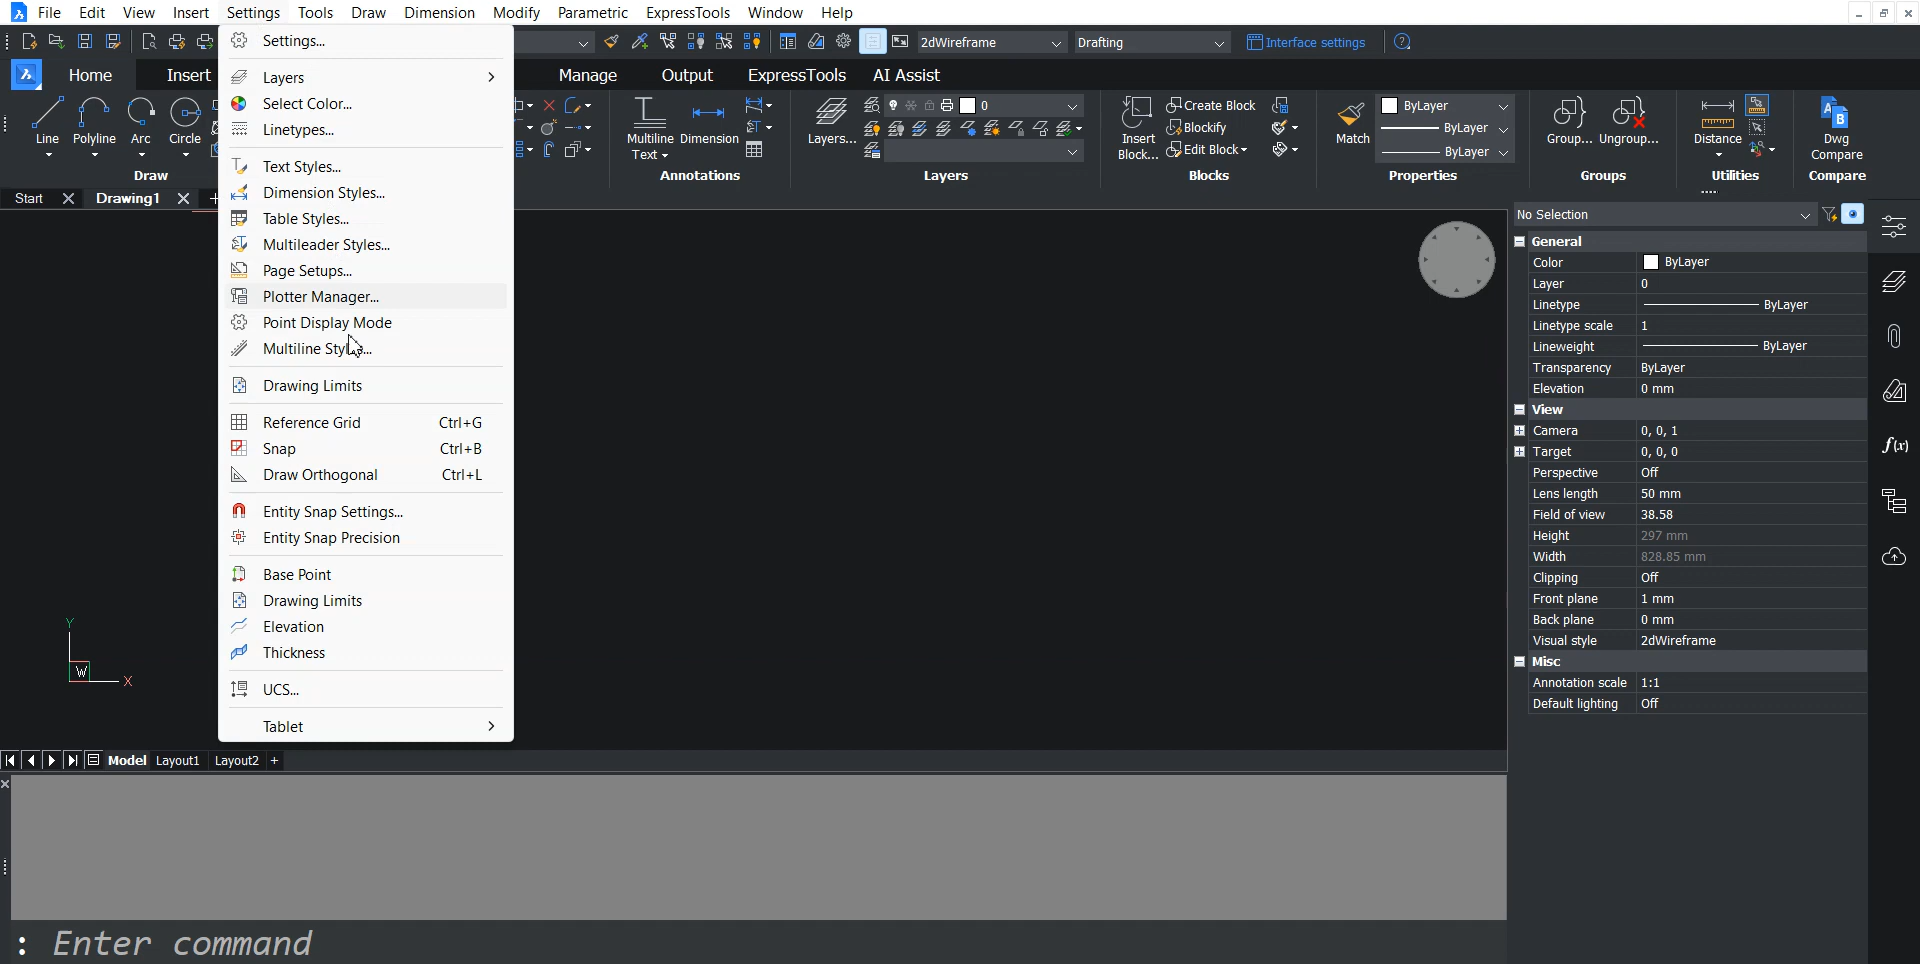 File Edit View Insert Settings Tools Draw Dimension Modify Parametric ExpressTools Window Help
2dWireframe Drafting Interface settings
Home Insert Manage Output ExpressTools AI Assist
Line Polyline Arc Circle
Draw
Multiline Text Dimension
Annotations
Layers... 0
Layers
Insert Block... Create Block
Blockify
Edit Block
Blocks
Match ByLayer
ByLayer
ByLayer
Properties
Group... Ungroup...
Groups
Distance
Utilities
Dwg Compare
Compare
Start Drawing1
Settings...
Layers
Select Color...
Linetypes...
Text Styles...
Dimension Styles...
Table Styles...
Multileader Styles...
Page Setups...
Plotter Manager...
Point Display Mode
Multiline
Drawing Limits
Reference Grid Ctrl+G
Snap Ctrl+B
Draw Orthogonal Ctrl+L
Entity Snap Settings...
Entity Snap Precision
Base Point
Drawing Limits
Elevation
Thickness
UCS...
Tablet
Y
W
X
No Selection
General
Color ByLayer
Layer 0
Linetype ByLayer
Linetype scale 1
Lineweight ByLayer
Transparency ByLayer
Elevation 0 mm
View
Camera 0, 0, 1
Target 0, 0, 0
Perspective Off
Lens length 50 mm
Field of view 38.58
Height 297 mm
Width 828.85 mm
Clipping Off
Front plane 1 mm
Back plane 0 mm
Visual style 2dWireframe
Misc
Annotation scale 1:1
Default lighting Off
f(x)
Model Layout1 Layout2 +
: Enter command